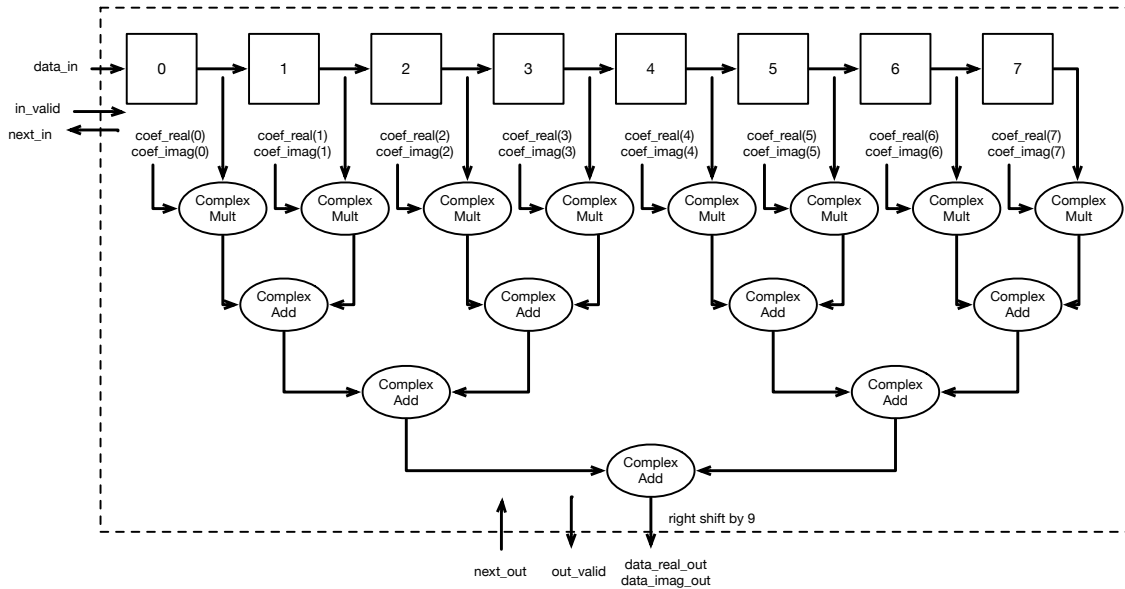 data_in
0
1
2
3
4
5
6
7
in_valid
next_in
coef_real(0)
coef_imag(0)
coef_real(1)
coef_imag(1)
coef_real(2)
coef_imag(2)
coef_real(3)
coef_imag(3)
coef_real(4)
coef_imag(4)
coef_real(5)
coef_imag(5)
coef_real(6)
coef_imag(6)
coef_real(7)
coef_imag(7)
Complex
Mult
Complex
Mult
Complex
Mult
Complex
Mult
Complex
Mult
Complex
Mult
Complex
Mult
Complex
Mult
Complex
Add
Complex
Add
Complex
Add
Complex
Add
Complex
Add
Complex
Add
Complex
Add
right shift by 9
next_out
out_valid
data_real_out
data_imag_out